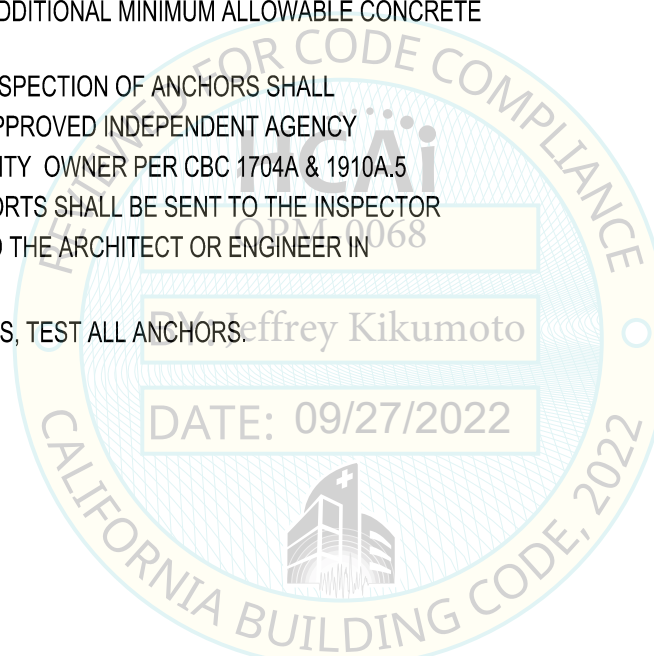 DDITIONAL MINIMUM ALLOWABLE CONCRETE
SPECTION OF ANCHORS SHALL
PPROVED INDEPENDENT AGENCY
ITY OWNER PER CBC 1704A & 1910A.5
ORTS SHALL BE SENT TO THE INSPECTOR
O THE ARCHITECT OR ENGINEER IN
S, TEST ALL ANCHORS.
REVIEWED FOR CODE COMPLIANCE
HCAi
OPM-0068
BY: Jeffrey Kikumoto
DATE: 09/27/2022
CALIFORNIA BUILDING CODE, 2022